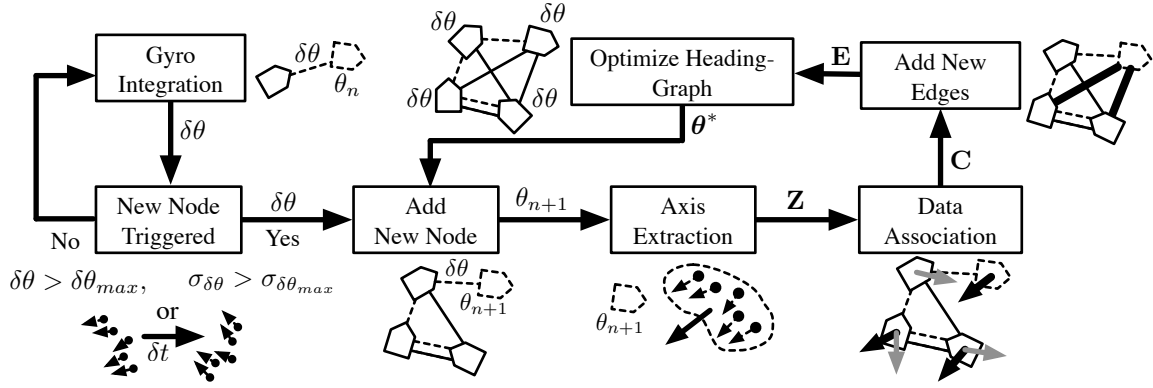 δθ
δθ
Gyro
Integration
δθ
θₙ
δθ
δθ
Optimize Heading-
Graph
E
Add New
Edges
δθ
θ*
C
No
New Node
Triggered
δθ
Yes
Add
New Node
θₙ₊₁
Axis
Extraction
Z
Data
Association
δθ > δθₘₐₓ, σ_δθ > σ_δθₘₐₓ
or
δt
δθ
θₙ₊₁
θₙ₊₁